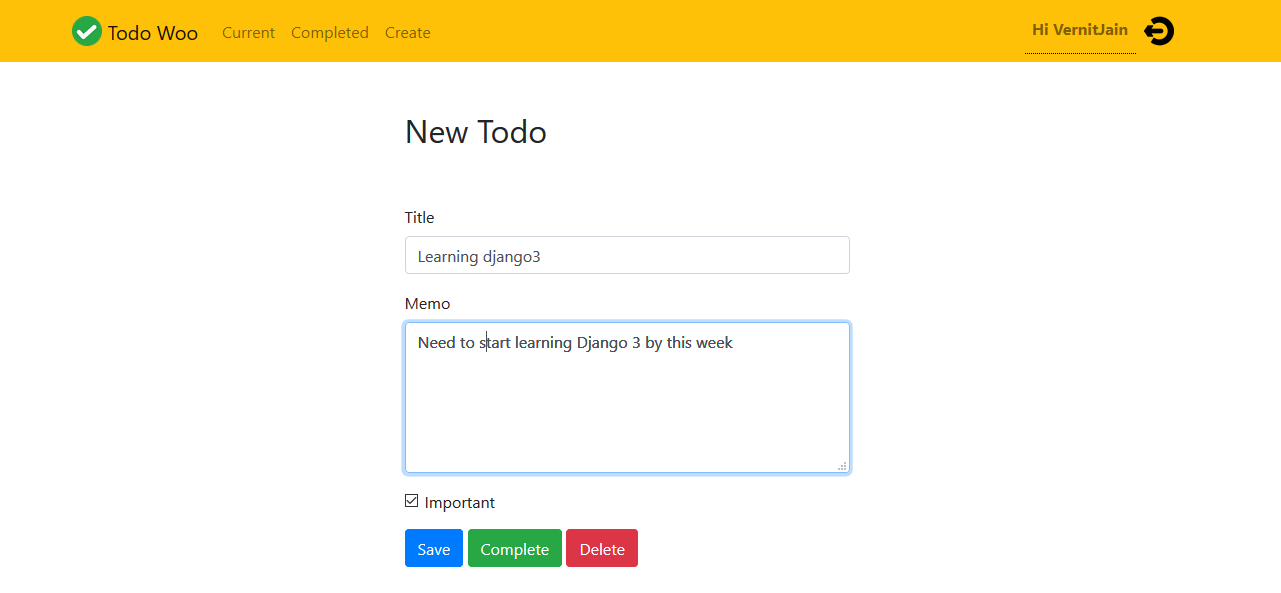 Todo Woo Current Completed Create Hi VernitJain
New Todo
Title
Learning django3
Memo
Need to start learning Django 3 by this week
Important
Save Complete Delete